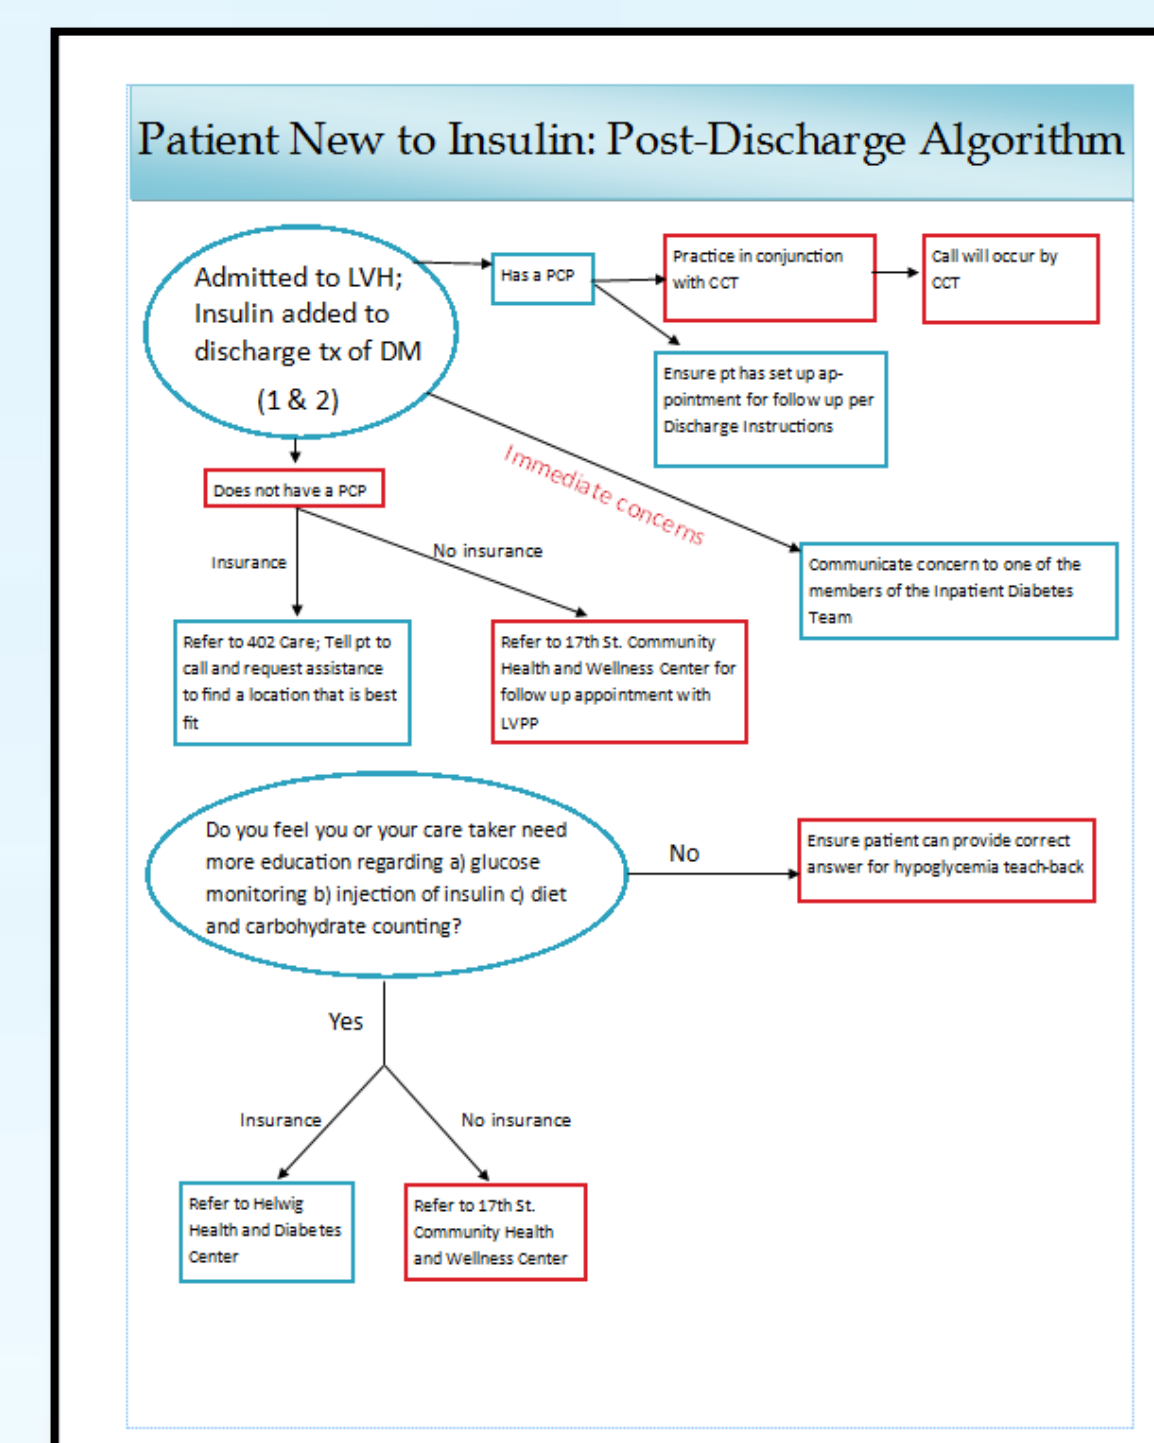 Patient New to Insulin: Post-Discharge Algorithm
Admitted to LVH;
Insulin added to
discharge tx of DM
(1 & 2)
Has a PCP
Practice in conjunction
with CCT
Call will occur by
CCT
Ensure pt has set up ap-
pointment for follow up per
Discharge Instructions
Immediate concerns
Does not have a PCP
Insurance
No insurance
Communicate concern to one of the
members of the Inpatient Diabetes
Team
Refer to 402 Care; Tell pt to
call and request assistance
to find a location that is best
fit
Refer to 17th St. Community
Health and Wellness Center for
follow up appointment with
LVPP
Do you feel you or your care taker need
more education regarding a) glucose
monitoring b) injection of insulin c) diet
and carbohydrate counting?
No
Ensure patient can provide correct
answer for hypoglycemia teach-back
Yes
Insurance
No insurance
Refer to Helwig
Health and Diabetes
Center
Refer to 17th St.
Community Health
and Wellness Center